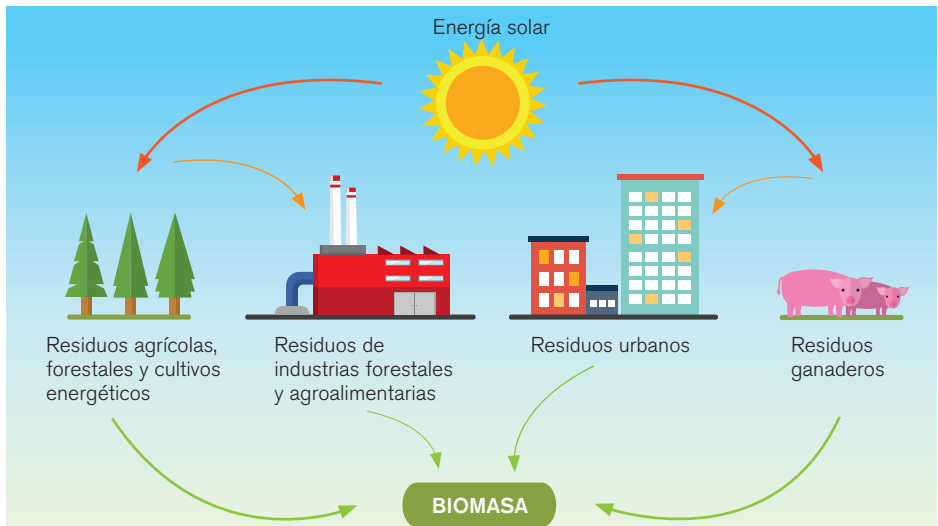 Energía solar
Residuos agrícolas,
forestales y cultivos
energéticos
Residuos de
industrias forestales
y agroalimentarias
Residuos urbanos
Residuos
ganaderos
BIOMASA